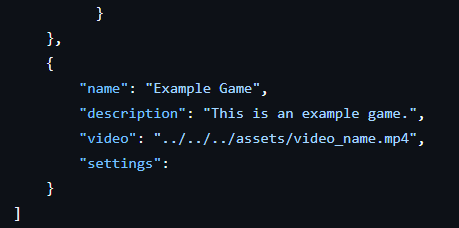 }
},
{
"name": "Example Game",
"description": "This is an example game.",
"video": "../../../assets/video_name.mp4",
"settings":
}
]